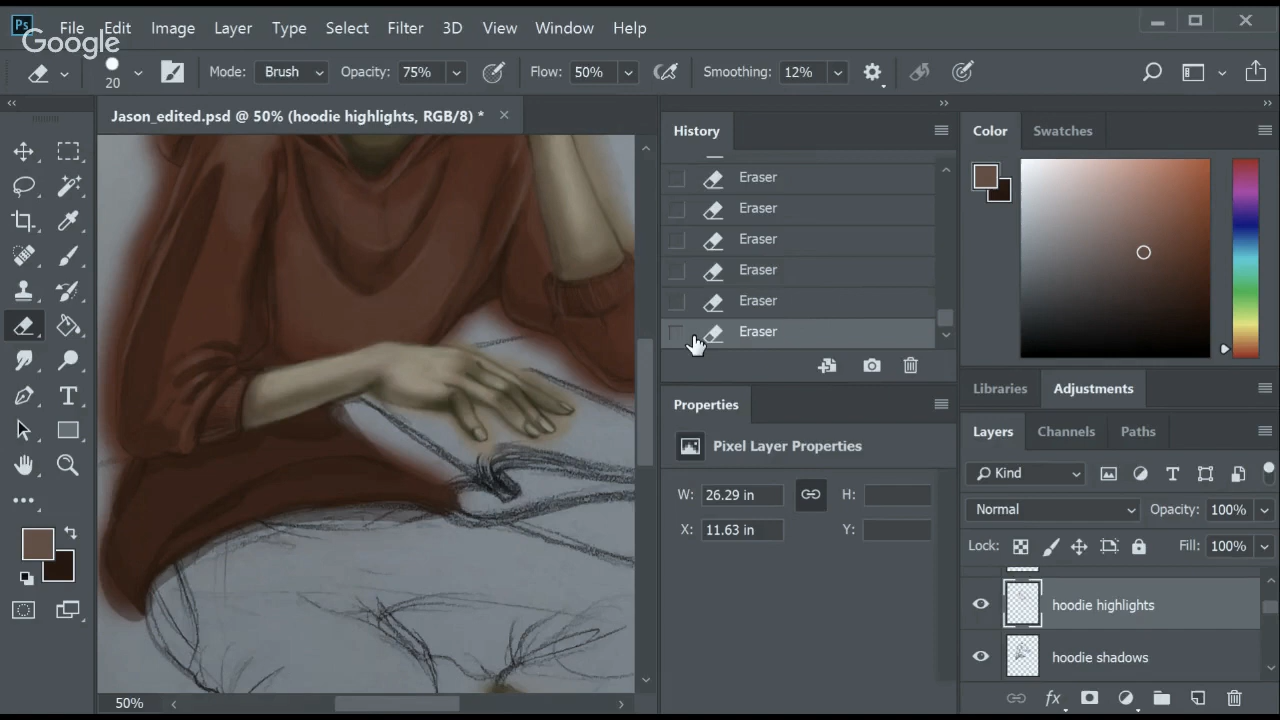 Ps File Edit Image Layer Type Select Filter 3D View Window Help
Google
20 Mode: Brush Opacity: 75% Flow: 50% Smoothing: 12%
Jason_edited.psd @ 50% (hoodie highlights, RGB/8) *
History
Eraser
Eraser
Eraser
Eraser
Eraser
Eraser
Properties
Pixel Layer Properties
W: 26.29 in H:
X: 11.63 in Y:
Color Swatches
Libraries Adjustments
Layers Channels Paths
Kind
Normal Opacity: 100%
Lock: Fill: 100%
hoodie highlights
hoodie shadows
fx
50%